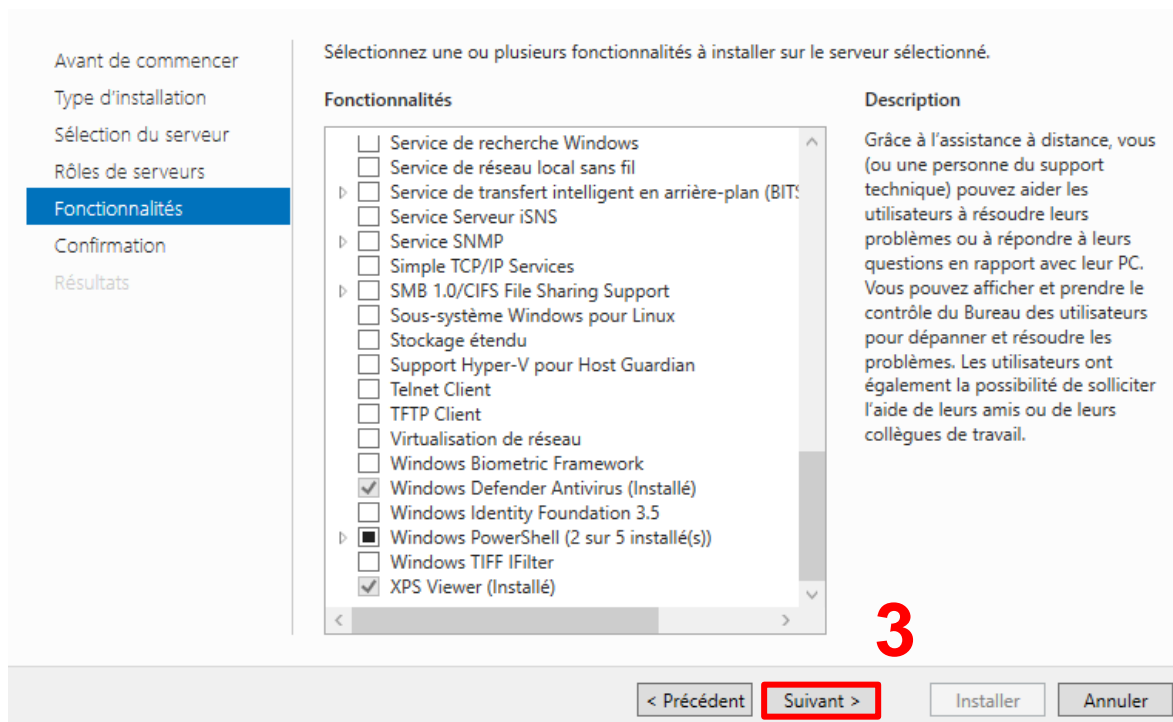 Avant de commencer
Type d'installation
Sélection du serveur
Rôles de serveurs
Fonctionnalités
Confirmation
Résultats
Sélectionnez une ou plusieurs fonctionnalités à installer sur le serveur sélectionné.
Fonctionnalités
Service de recherche Windows
Service de réseau local sans fil
Service de transfert intelligent en arrière-plan (BITS
Service Serveur iSNS
Service SNMP
Simple TCP/IP Services
SMB 1.0/CIFS File Sharing Support
Sous-système Windows pour Linux
Stockage étendu
Support Hyper-V pour Host Guardian
Telnet Client
TFTP Client
Virtualisation de réseau
Windows Biometric Framework
Windows Defender Antivirus (Installé)
Windows Identity Foundation 3.5
Windows PowerShell (2 sur 5 installé(s))
Windows TIFF IFilter
XPS Viewer (Installé)
Description
Grâce à l'assistance à distance, vous
(ou une personne du support
technique) pouvez aider les
utilisateurs à résoudre leurs
problèmes ou à répondre à leurs
questions en rapport avec leur PC.
Vous pouvez afficher et prendre le
contrôle du Bureau des utilisateurs
pour dépanner et résoudre les
problèmes. Les utilisateurs ont
également la possibilité de solliciter
l'aide de leurs amis ou de leurs
collègues de travail.
3
< Précédent
Suivant >
Installer
Annuler